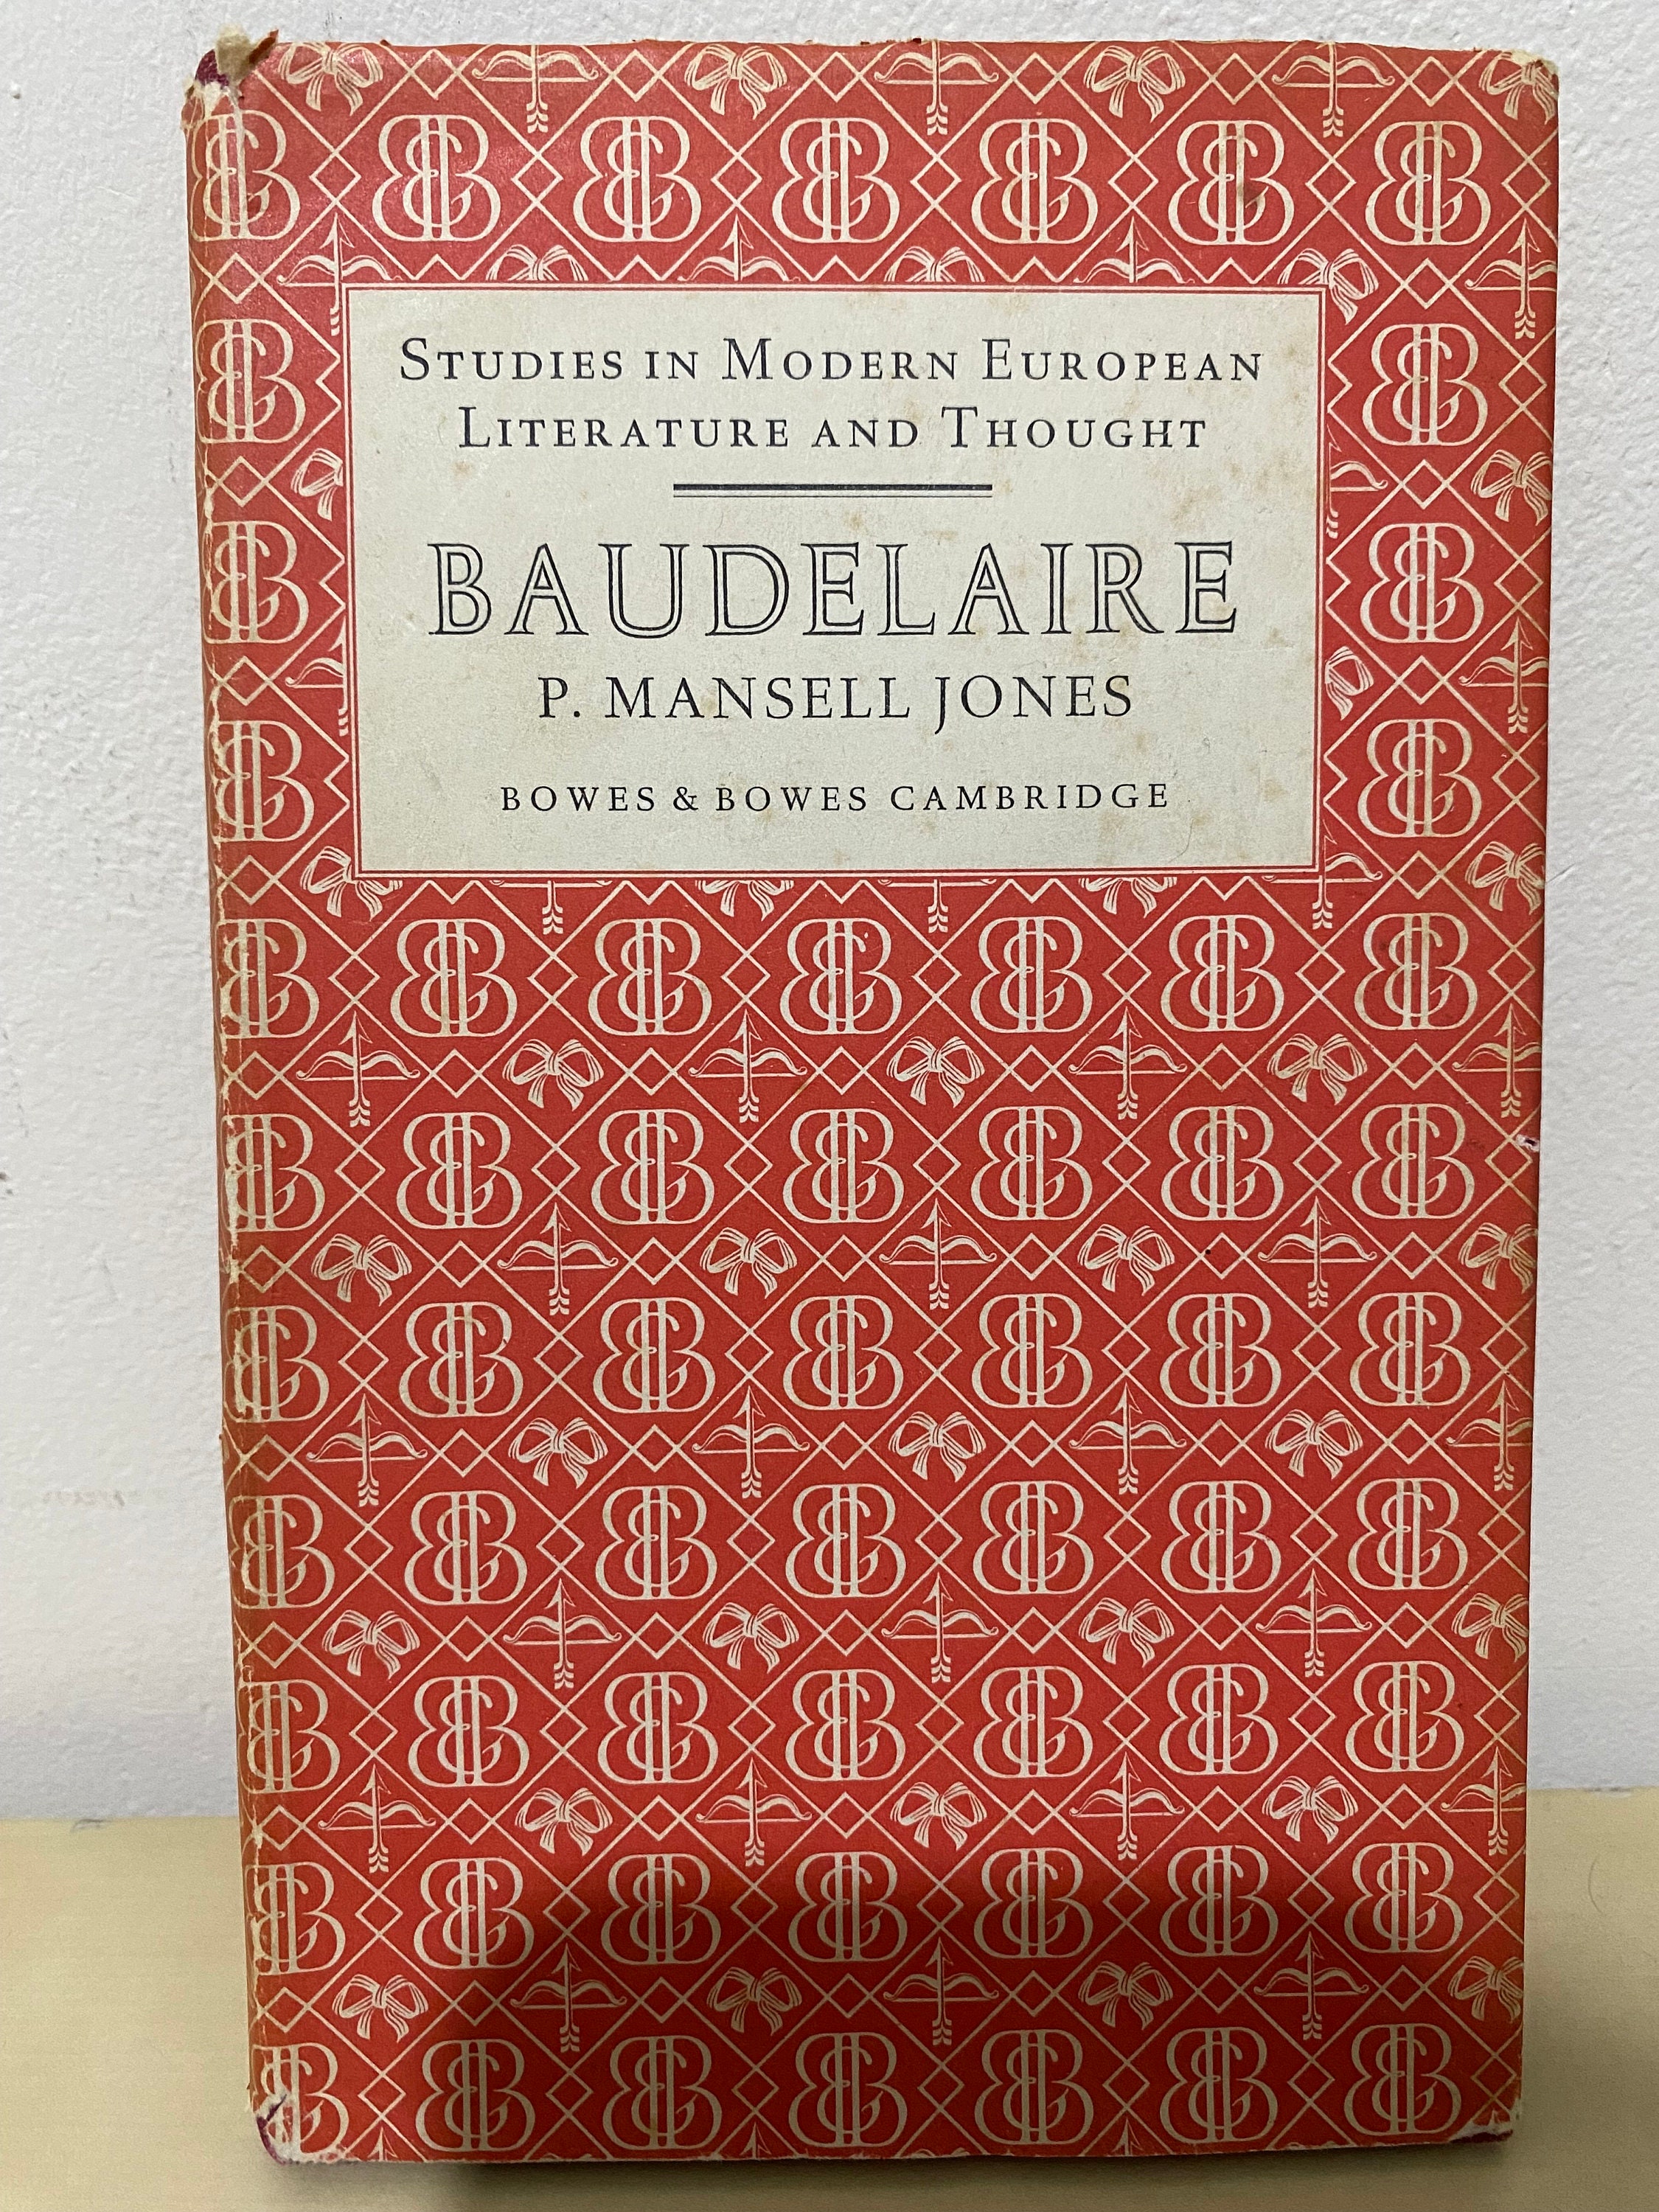 STUDIES IN MODERN EUROPEAN
LITERATURE AND THOUGHT
BAUDELAIRE
P. MANSELL JONES
BOWES & BOWES CAMBRIDGE